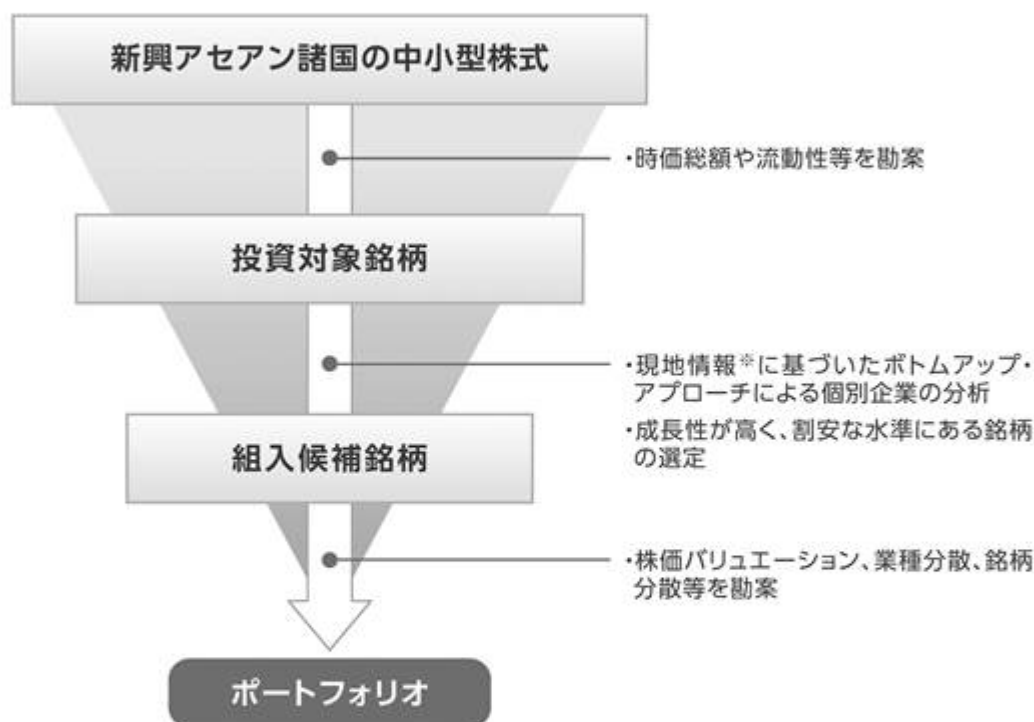 新興アセアン諸国の中小型株式
・時価総額や流動性等を勘案
投資対象銘柄
・現地情報※に基づいたボトムアップ・
アプローチによる個別企業の分析
・成長性が高く、割安な水準にある銘柄
の選定
組入候補銘柄
・株価バリュエーション、業種分散、銘柄
分散等を勘案
ポートフォリオ